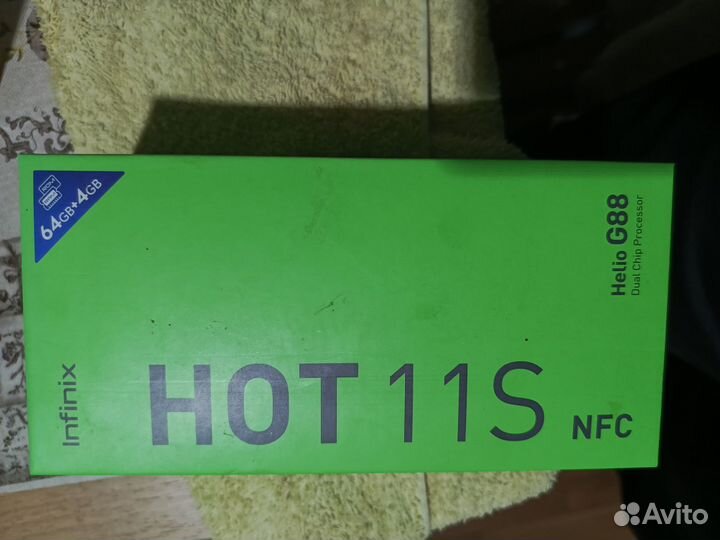 ROM
RAM
64GB+4GB
Helio G88
Dual Chip Processor
Infinix
HOT 11S NFC
Avito